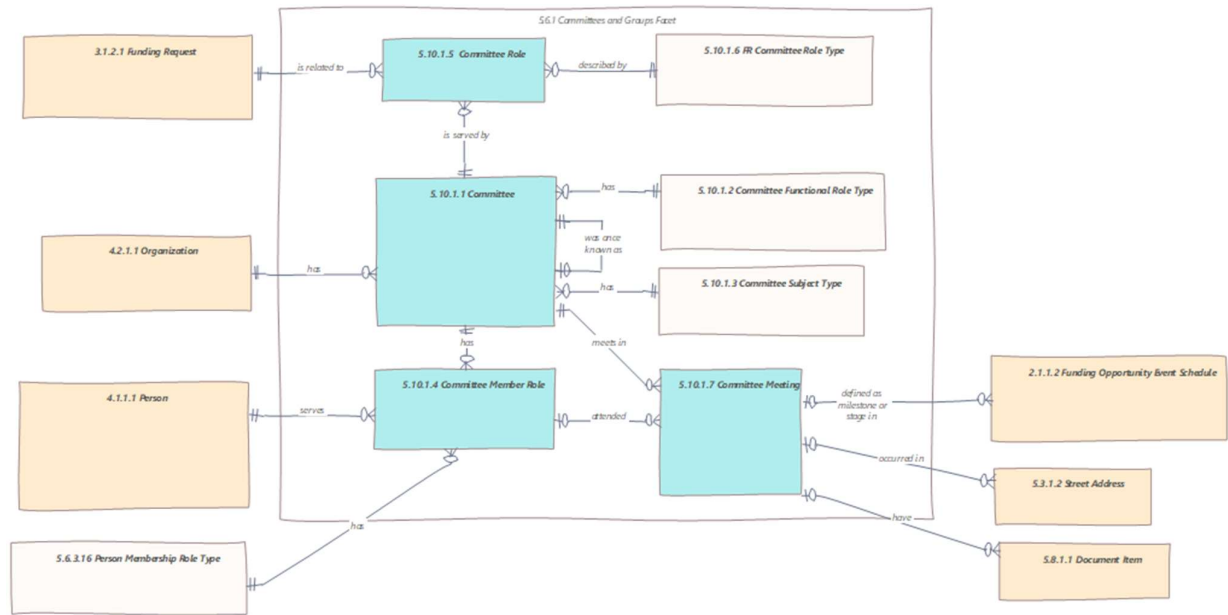 5.6.1 Committees and Groups Facet
3.1.2.1 Funding Request
is related to
5.10.1.5 Committee Role
described by
5.10.1.6 FR Committee Role Type
is served by
5.10.1.1 Committee
has
5.10.1.2 Committee Functional Role Type
was once
known as
4.2.1.1 Organization
has
has
5.10.1.3 Committee Subject Type
has
meets in
4.1.1.1 Person
serves
5.10.1.4 Committee Member Role
attended
5.10.1.7 Committee Meeting
defined as
milestone or
stage in
2.1.1.2 Funding Opportunity Event Schedule
occurred in
5.3.1.2 Street Address
have
5.8.1.1 Document Item
has
5.6.3.16 Person Membership Role Type